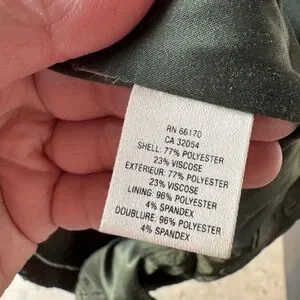 RN 66170
CA 32054
SHELL: 77% POLYESTER
23% VISCOSE
EXTÉRIEUR: 77% POLYESTER
23% VISCOSE
LINING: 96% POLYESTER
4% SPANDEX
DOUBLURE: 96% POLYESTER
4% SPANDEX